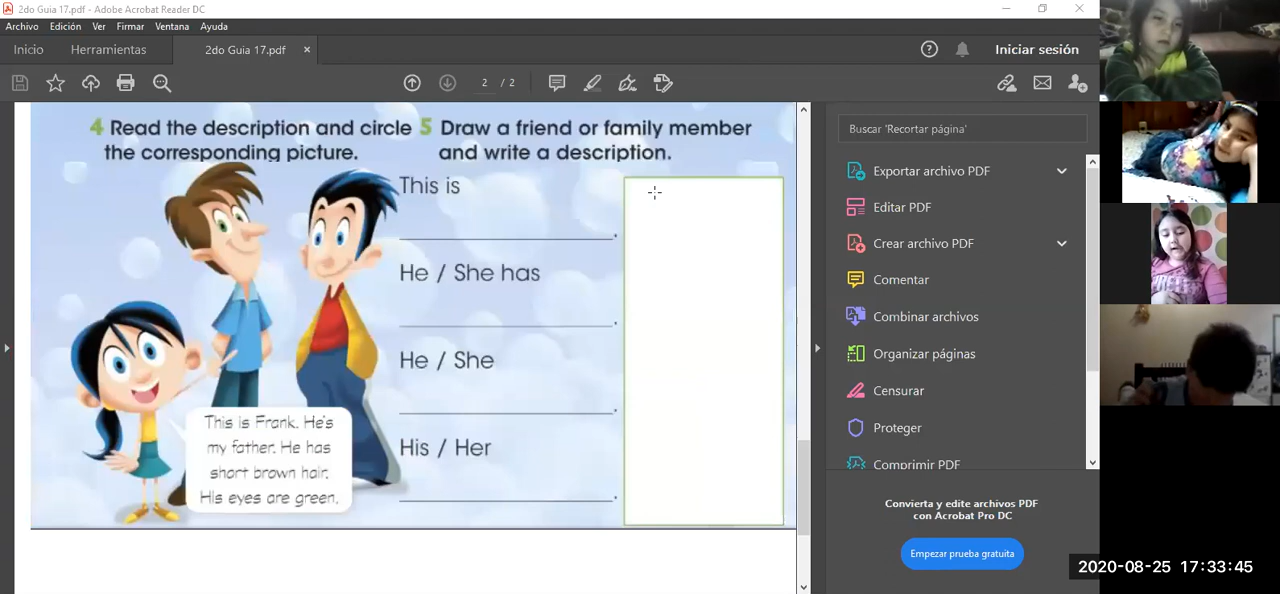 2do Guia 17.pdf - Adobe Acrobat Reader DC
Archivo Edición Ver Firmar Ventana Ayuda
Inicio Herramientas 2do Guia 17.pdf × Iniciar sesión
2 / 2
4 Read the description and circle
the corresponding picture.
This is Frank. He's
my father. He has
short brown hair.
His eyes are green.
5 Draw a friend or family member
and write a description.
This is
____________________.
He / She has
____________________.
He / She
____________________.
His / Her
____________________.
Buscar 'Recortar página'
Exportar archivo PDF
Editar PDF
Crear archivo PDF
Comentar
Combinar archivos
Organizar páginas
Censurar
Proteger
Comprimir PDF
Convierta y edite archivos PDF
con Acrobat Pro DC
Empezar prueba gratuita
2020-08-25 17:33:45